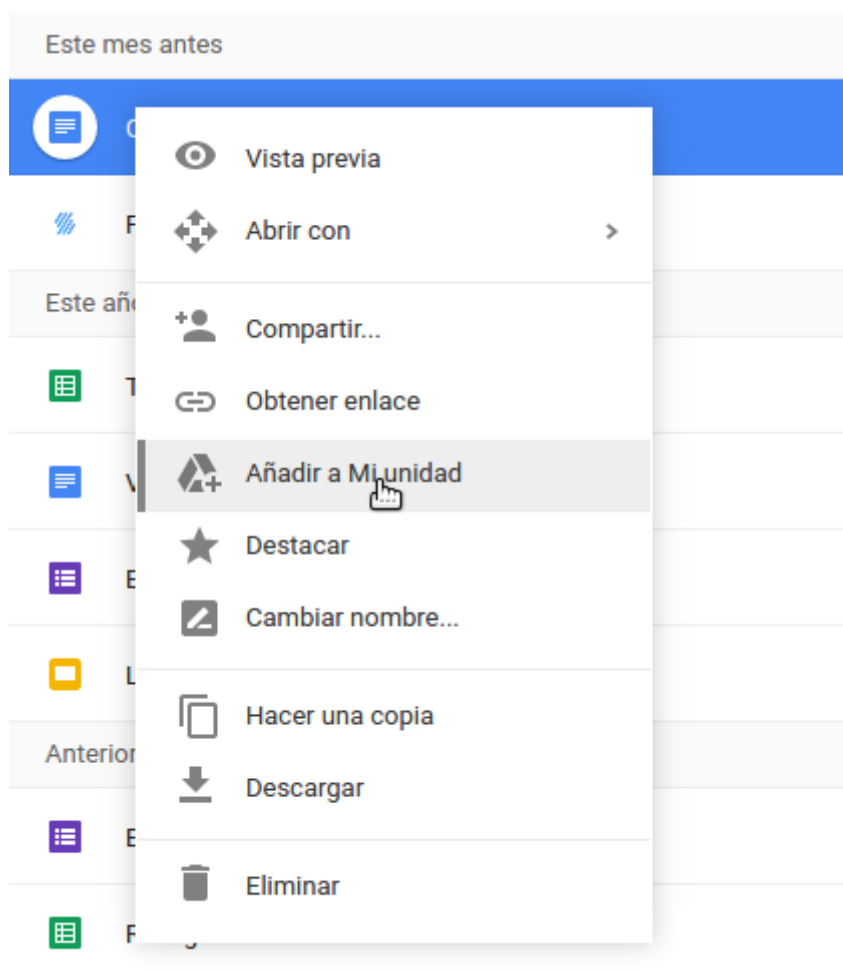 Este mes antes
Vista previa
Abrir con
Este año
Compartir...
Obtener enlace
Añadir a Mi unidad
Destacar
Cambiar nombre...
Hacer una copia
Anterior
Descargar
Eliminar